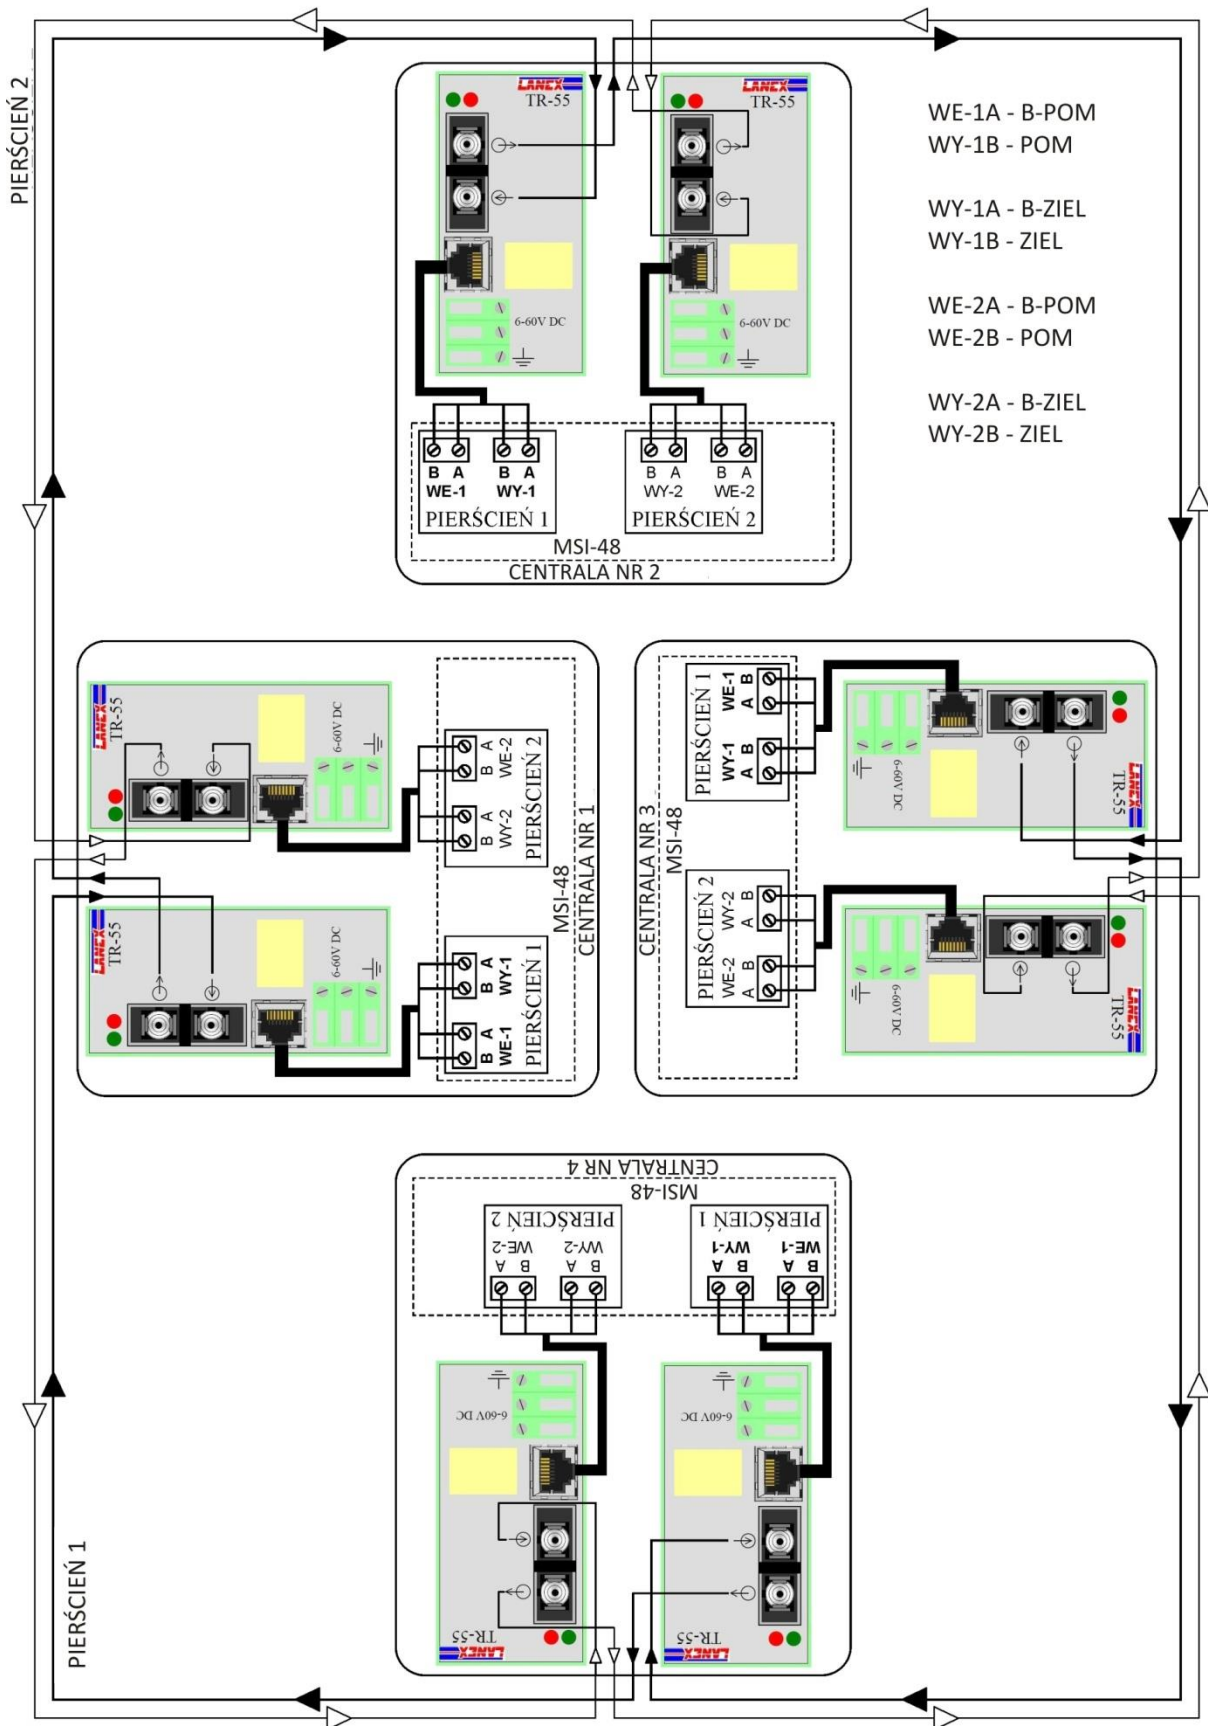 PIERŚCIEŃ 2
LANEX
TR-55
6-60V DC
LANEX
TR-55
6-60V DC
WE-1A - B-POM
WY-1B - POM
WY-1A - B-ZIEL
WY-1B - ZIEL
WE-2A - B-POM
WE-2B - POM
WY-2A - B-ZIEL
WY-2B - ZIEL
B A B A
WE-1 WY-1
PIERŚCIEŃ 1
B A B A
WY-2 WE-2
PIERŚCIEŃ 2
MSI-48
CENTRALA NR 2
LANEX
TR-55
6-60V DC
B A
WE-2
B A
WY-2
PIERŚCIEŃ 2
LANEX
TR-55
6-60V DC
B A
WY-1
B A
WE-1
PIERŚCIEŃ 1
MSI-48
CENTRALA NR 1
CENTRALA NR 3
MSI-48
PIERŚCIEŃ 1
WE-1
A B
WY-1
A B
6-60V DC
TR-55
LANEX
PIERŚCIEŃ 2
WY-2
A B
WE-2
A B
6-60V DC
TR-55
LANEX
CENTRALA NR 4
MSI-48
PIERŚCIEŃ 2
WE-2 WY-2
A B A B
PIERŚCIEŃ 1
WY-1 WE-1
A B A B
6-60V DC
TR-55
LANEX
6-60V DC
TR-55
LANEX
PIERŚCIEŃ 1